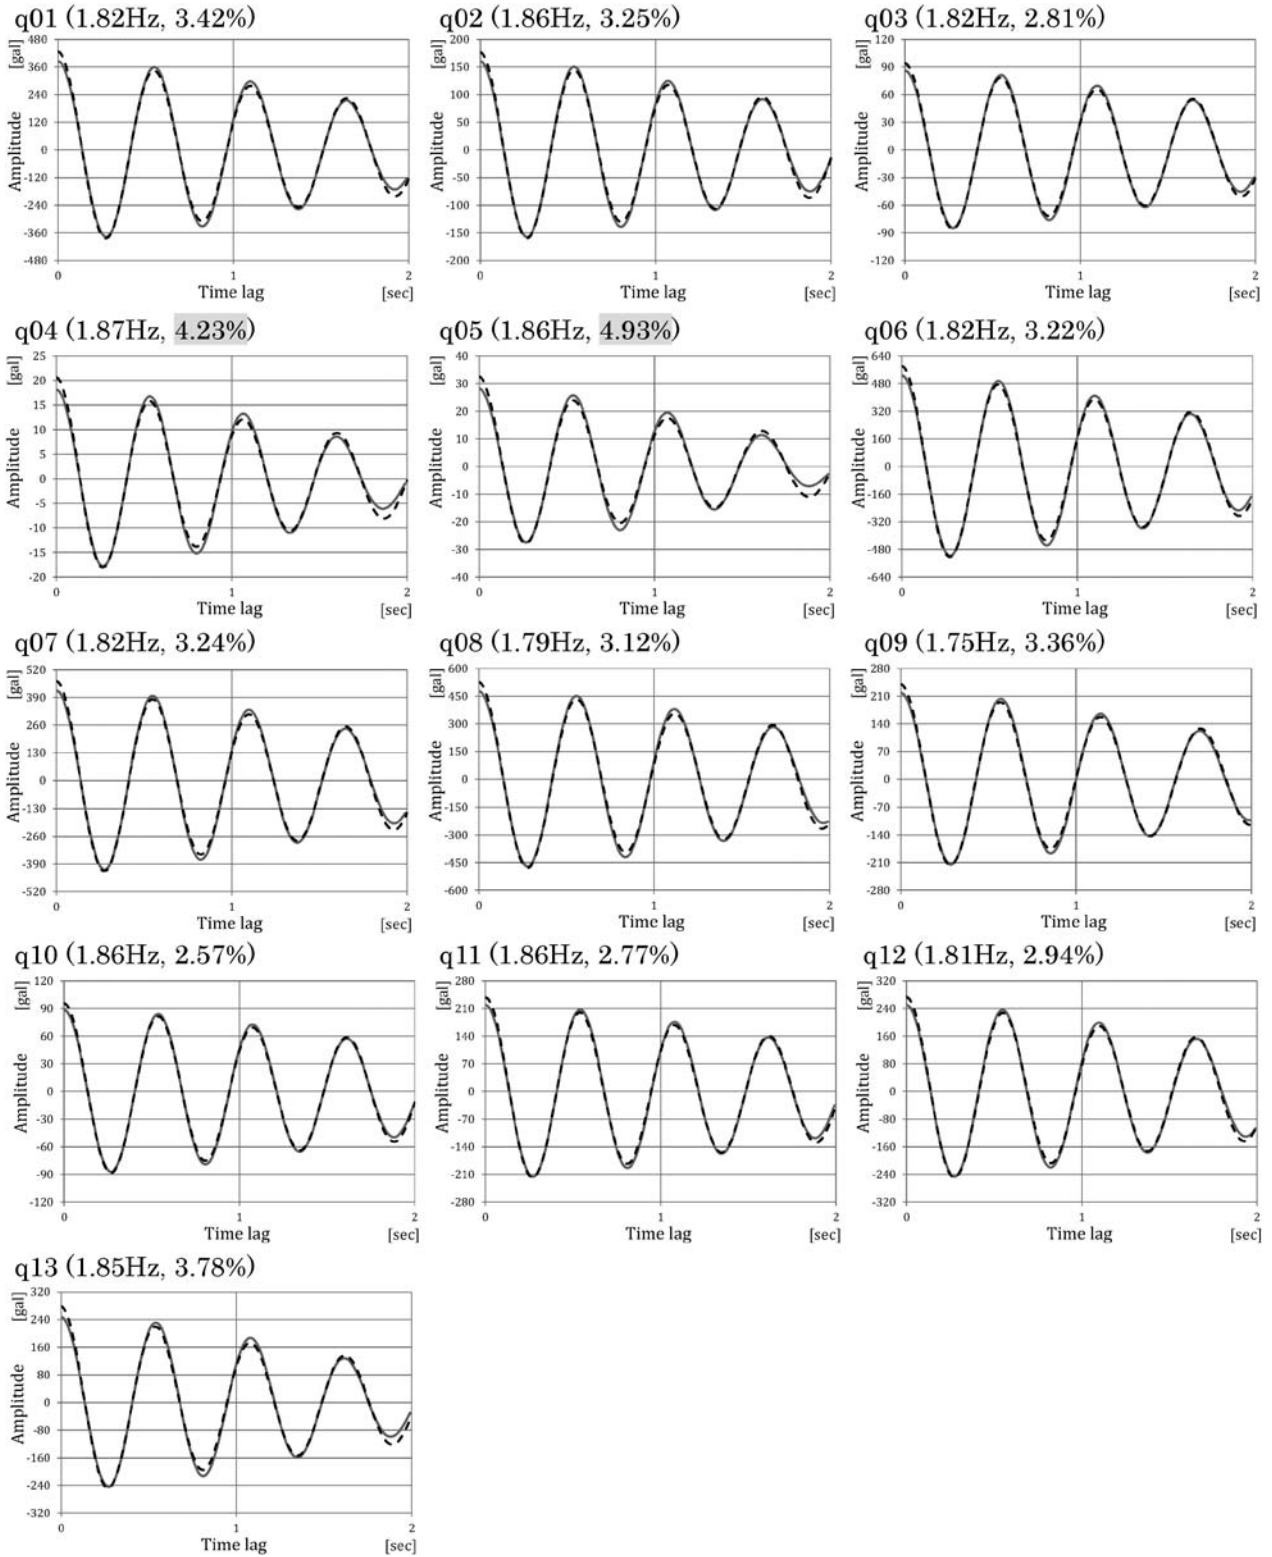 q01 (1.82Hz, 3.42%)
[gal]
Amplitude
480
360
240
120
0
-120
-240
-360
-480
0 1 2
Time lag [sec]
q02 (1.86Hz, 3.25%)
[gal]
Amplitude
200
150
100
50
0
-50
-100
-150
-200
0 1 2
Time lag [sec]
q03 (1.82Hz, 2.81%)
[gal]
Amplitude
120
90
60
30
0
-30
-60
-90
-120
0 1 2
Time lag [sec]
q04 (1.87Hz, 4.23%)
[gal]
Amplitude
25
20
15
10
5
0
-5
-10
-15
-20
0 1 2
Time lag [sec]
q05 (1.86Hz, 4.93%)
[gal]
Amplitude
40
30
20
10
0
-10
-20
-30
-40
0 1 2
Time lag [sec]
q06 (1.82Hz, 3.22%)
[gal]
Amplitude
640
480
320
160
0
-160
-320
-480
-640
0 1 2
Time lag [sec]
q07 (1.82Hz, 3.24%)
[gal]
Amplitude
520
390
260
130
0
-130
-260
-390
-520
0 1 2
Time lag [sec]
q08 (1.79Hz, 3.12%)
[gal]
Amplitude
600
450
300
150
0
-150
-300
-450
-600
0 1 2
Time lag [sec]
q09 (1.75Hz, 3.36%)
[gal]
Amplitude
280
210
140
70
0
-70
-140
-210
-280
0 1 2
Time lag [sec]
q10 (1.86Hz, 2.57%)
[gal]
Amplitude
120
90
60
30
0
-30
-60
-90
-120
0 1 2
Time lag [sec]
q11 (1.86Hz, 2.77%)
[gal]
Amplitude
280
210
140
70
0
-70
-140
-210
-280
0 1 2
Time lag [sec]
q12 (1.81Hz, 2.94%)
[gal]
Amplitude
320
240
160
80
0
-80
-160
-240
-320
0 1 2
Time lag [sec]
q13 (1.85Hz, 3.78%)
[gal]
Amplitude
320
240
160
80
0
-80
-160
-240
-320
0 1 2
Time lag [sec]